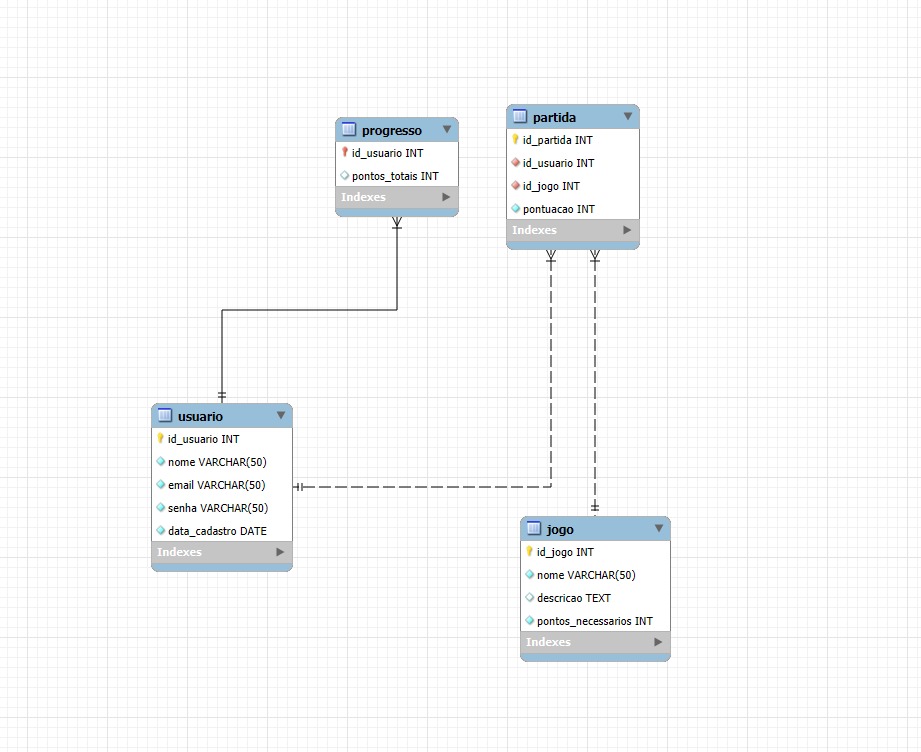 progresso
id_usuario INT
pontos_totais INT
Indexes
partida
id_partida INT
id_usuario INT
id_jogo INT
pontuacao INT
Indexes
usuario
id_usuario INT
nome VARCHAR(50)
email VARCHAR(50)
senha VARCHAR(50)
data_cadastro DATE
Indexes
jogo
id_jogo INT
nome VARCHAR(50)
descricao TEXT
pontos_necessarios INT
Indexes